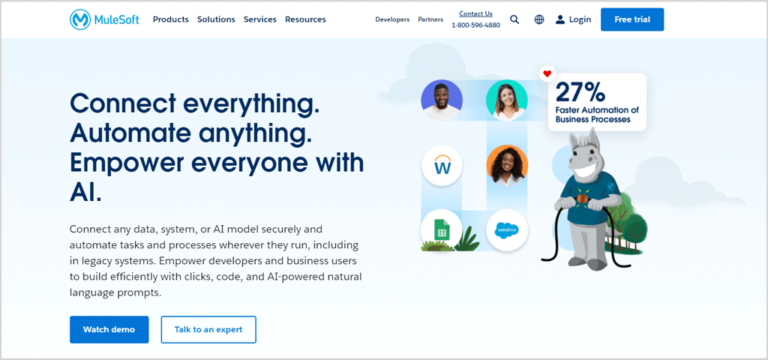 MuleSoft
Products Solutions Services Resources
Developers Partners
Contact Us
1-800-596-4880
Login
Free trial
Connect everything.
Automate anything.
Empower everyone with
AI.
Connect any data, system, or AI model securely and
automate tasks and processes wherever they run, including
in legacy systems. Empower developers and business users
to build efficiently with clicks, code, and AI-powered natural
language prompts.
Watch demo
Talk to an expert
27%
Faster Automation of
Business Processes
W
salesforce